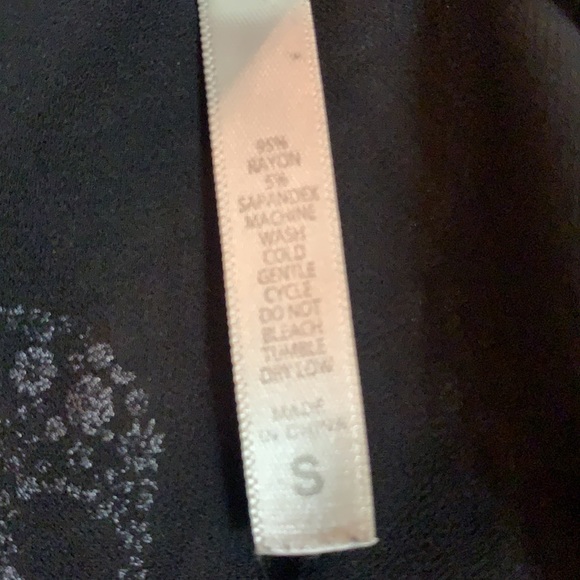 95%
RAYON
5%
SAPANDEX
MACHINE
WASH
COLD
GENTLE
CYCLE
DO NOT
BLEACH
TUMBLE
DRY LOW
MADE
IN CHINA
S